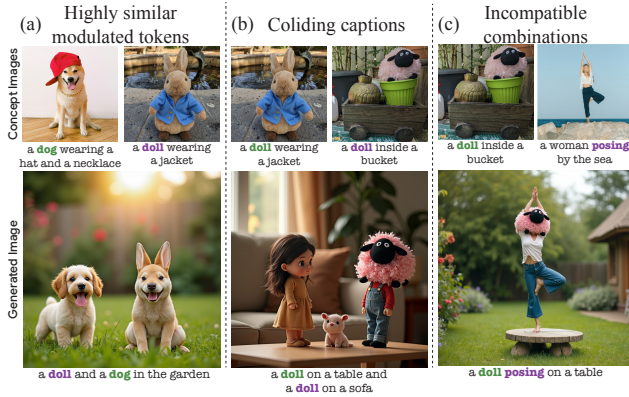 (a) Highly similar
modulated tokens
(b) Coliding captions
(c) Incompatible
combinations
Concept Images
a dog wearing a
hat and a necklace
a doll wearing
a jacket
a doll wearing
a jacket
a doll inside a
bucket
a doll inside a
bucket
a woman posing
by the sea
Generated Image
a doll and a dog in the garden
a doll on a table and
a doll on a sofa
a doll posing on a table